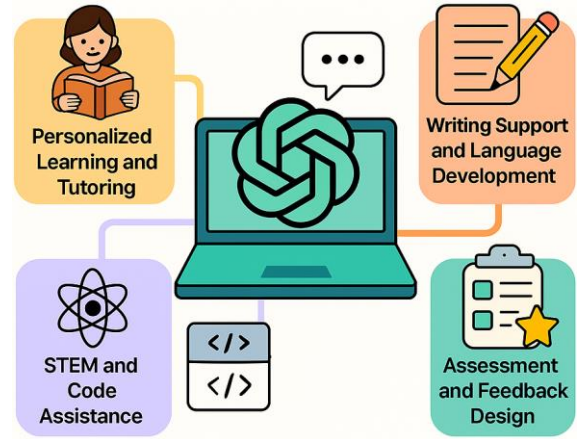 Personalized
Learning and
Tutoring
Writing Support
and Language
Development
STEM and
Code
Assistance
</>
</>
Assessment
and Feedback
Design